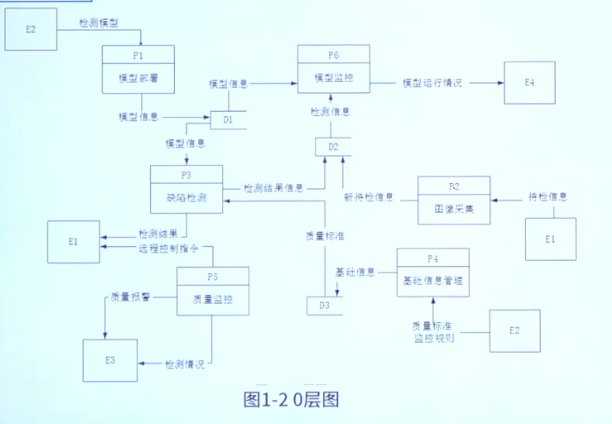 E2
检测模型
P1
模型部署
模型信息
D1
模型信息
P6
模型监控
模型运行情况
E4
检测信息
D2
模型信息
P3
缺陷检测
检测结果信息
新待检信息
P2
图像采集
待检信息
E1
检测结果
远程控制指令
E1
质量标准
P4
基础信息管理
基础信息
D3
P5
质量监控
质量报警
E3
检测情况
质量标准
监控规则
E2
图1-2 0层图